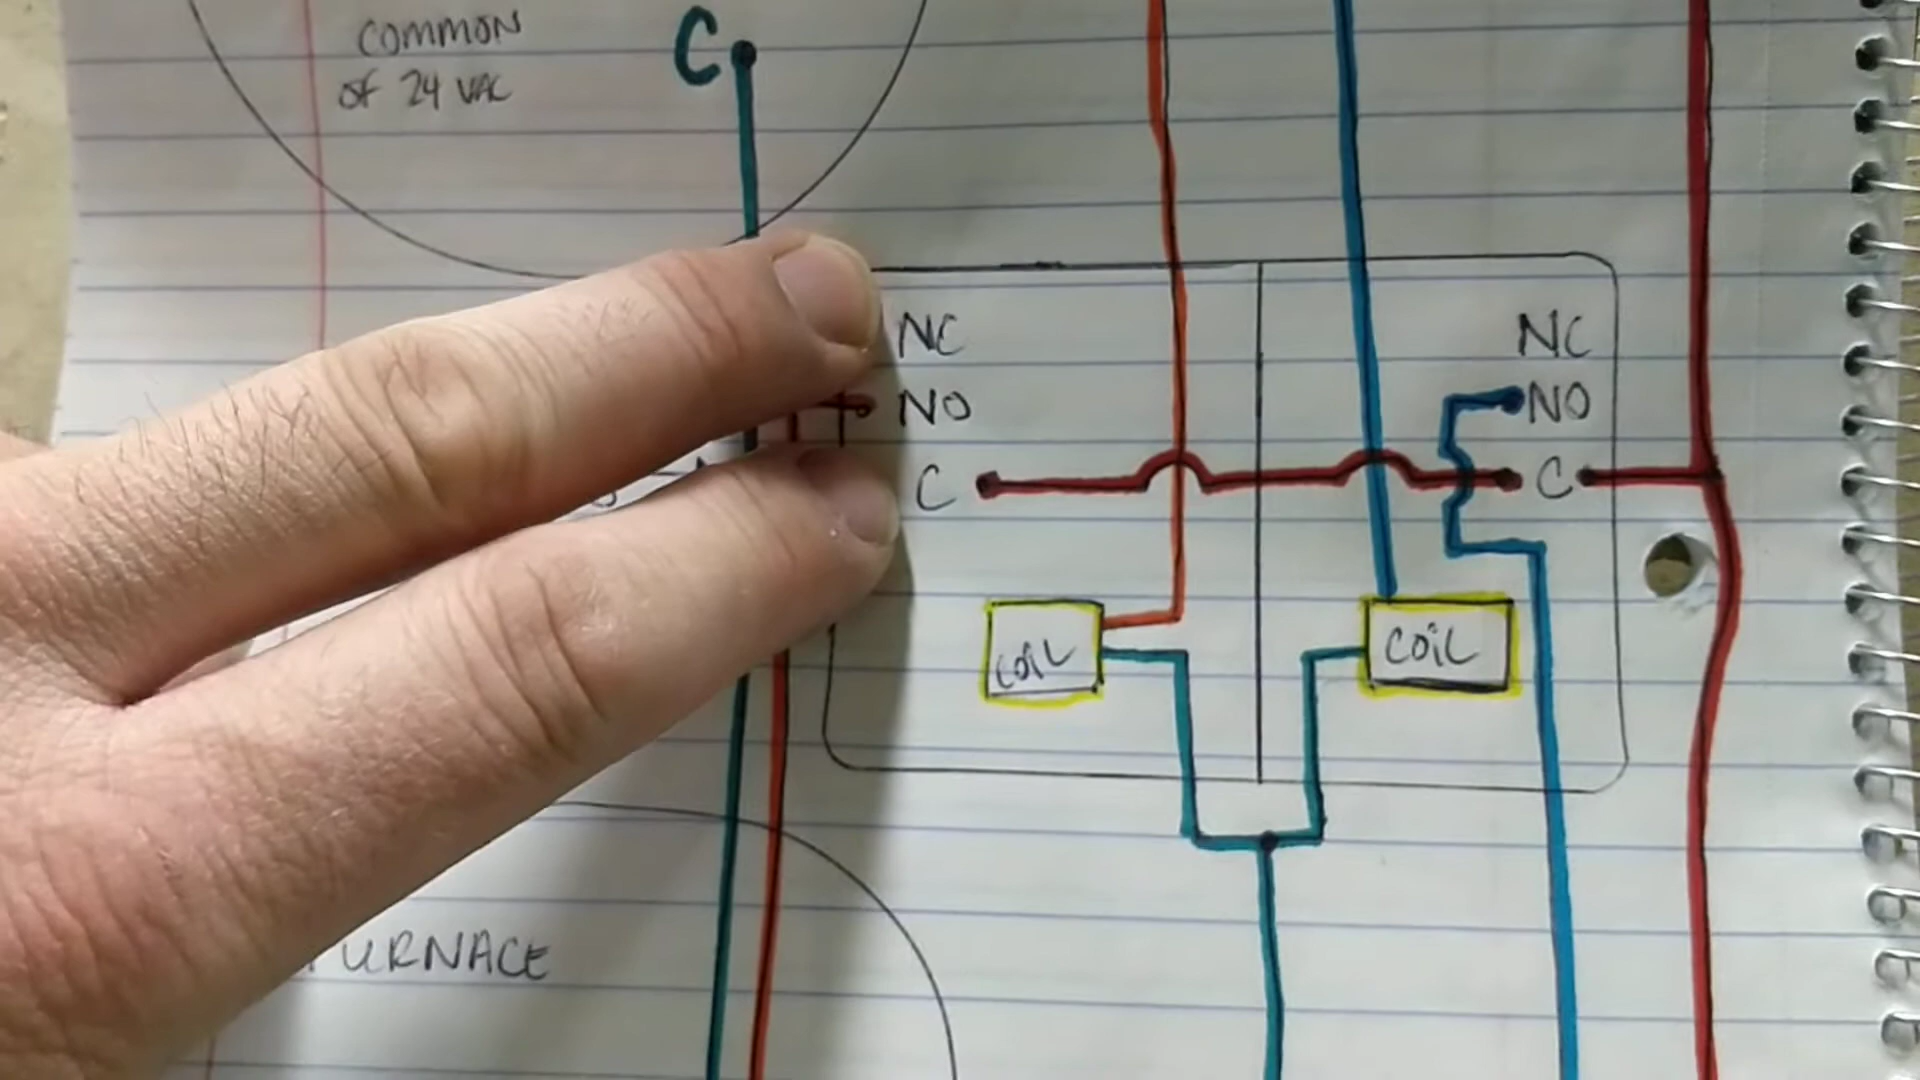 COMMON
OF 24 VAC
C
NC
NO
C
NC
NO
C
COIL
COIL
URNACE